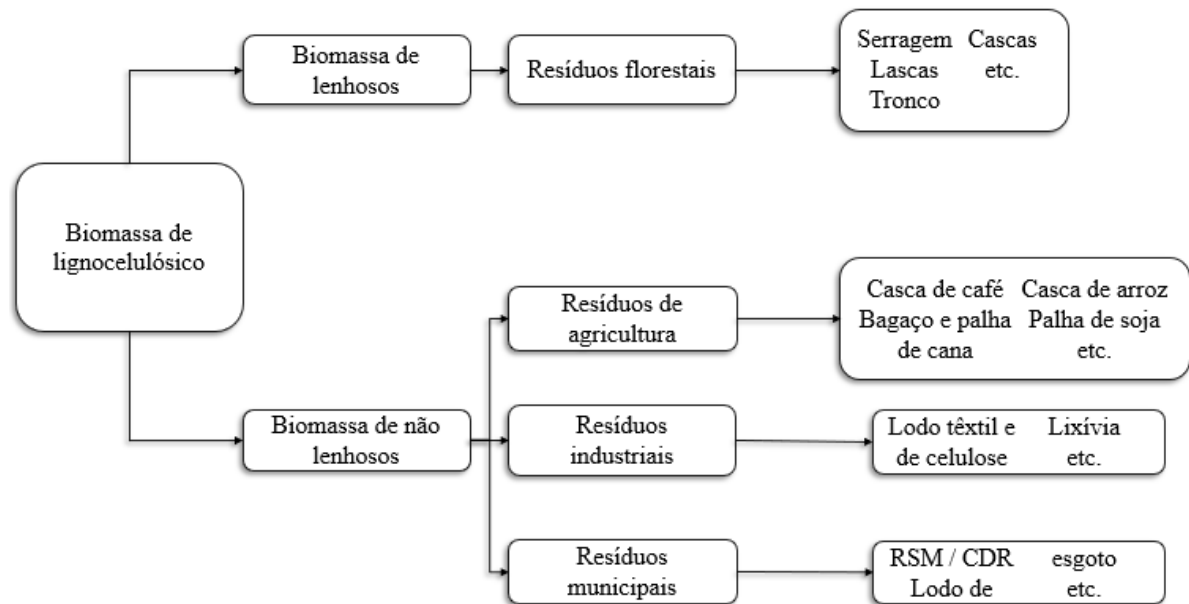 Biomassa de
lenhosos
Resíduos florestais
Serragem Cascas
Lascas etc.
Tronco
Biomassa de
lignocelulósico
Resíduos de
agricultura
Casca de café Casca de arroz
Bagaço e palha Palha de soja
de cana etc.
Biomassa de não
lenhosos
Resíduos
industriais
Lodo têxtil e Lixívia
de celulose etc.
Resíduos
municipais
RSM / CDR esgoto
Lodo de etc.